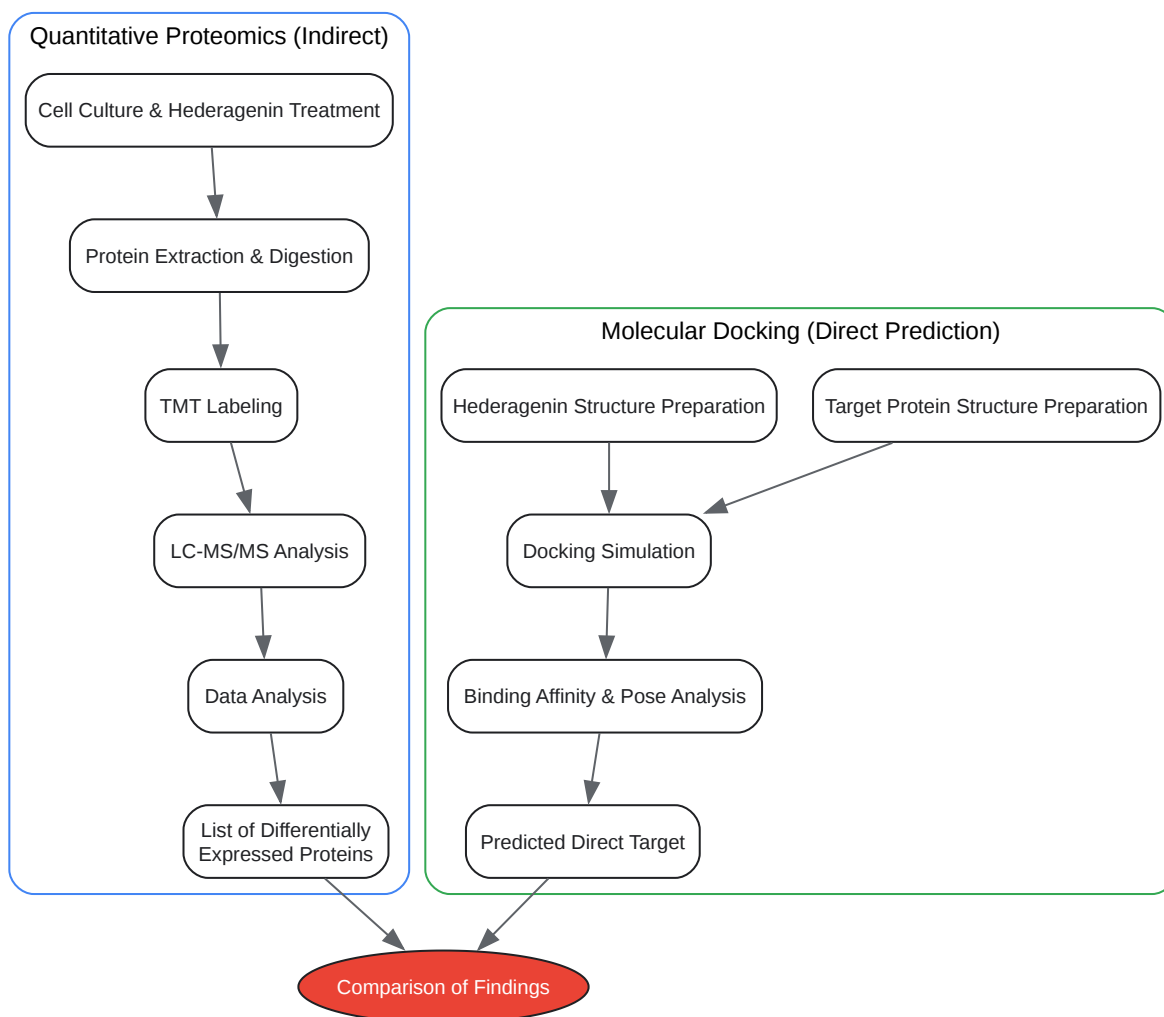 Quantitative Proteomics (Indirect)
Cell Culture & Hederagenin Treatment
Protein Extraction & Digestion
TMT Labeling
LC-MS/MS Analysis
Data Analysis
List of Differentially
Expressed Proteins
Molecular Docking (Direct Prediction)
Hederagenin Structure Preparation
Target Protein Structure Preparation
Docking Simulation
Binding Affinity & Pose Analysis
Predicted Direct Target
Comparison of Findings